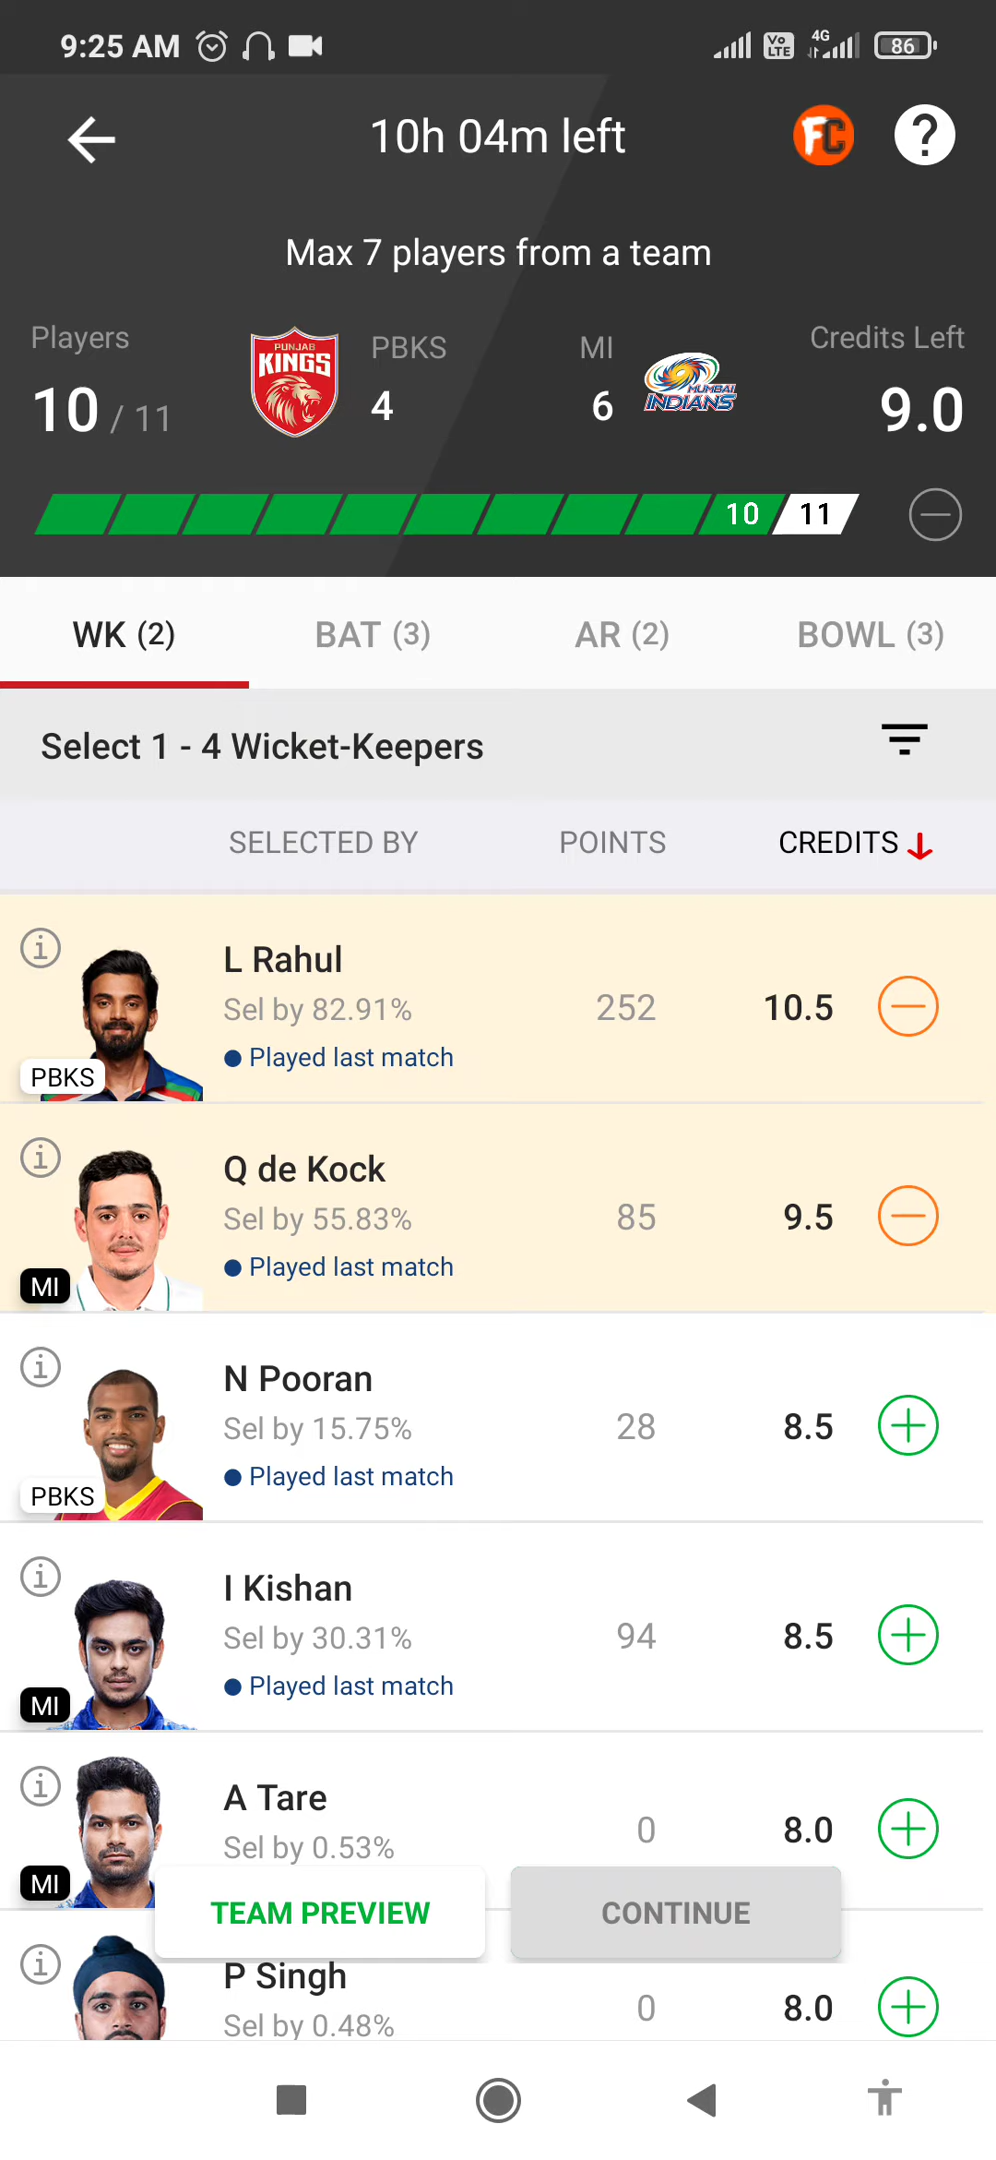 9:25 AM
Vo LTE 4G 86
10h 04m left
FC ?
Max 7 players from a team
Players PBKS MI Credits Left
PUNJAB KINGS
MUMBAI INDIANS
10 / 11 4 6 9.0
10 11
WK (2) BAT (3) AR (2) BOWL (3)
Select 1 - 4 Wicket-Keepers
SELECTED BY POINTS CREDITS
L Rahul
Sel by 82.91% 252 10.5
Played last match
PBKS
Q de Kock
Sel by 55.83% 85 9.5
Played last match
MI
N Pooran
Sel by 15.75% 28 8.5
Played last match
PBKS
I Kishan
Sel by 30.31% 94 8.5
Played last match
MI
A Tare
Sel by 0.53% 0 8.0
MI
TEAM PREVIEW CONTINUE
P Singh
Sel by 0.48% 0 8.0